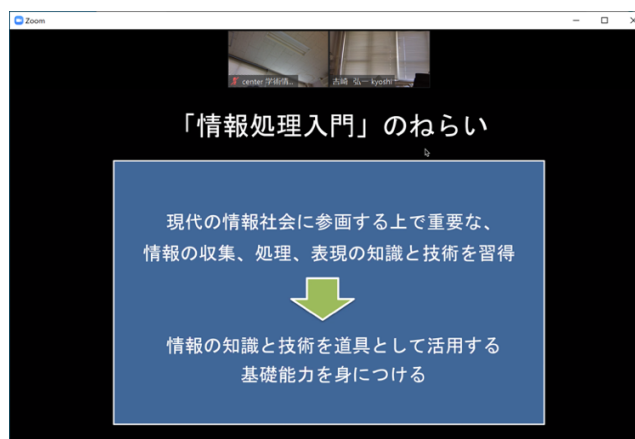 Zoom
center 学術情..
古崎 弘一 kyoshi
「情報処理入門」のねらい
現代の情報社会に参画する上で重要な、
情報の収集、処理、表現の知識と技術を習得
情報の知識と技術を道具として活用する
基礎能力を身につける